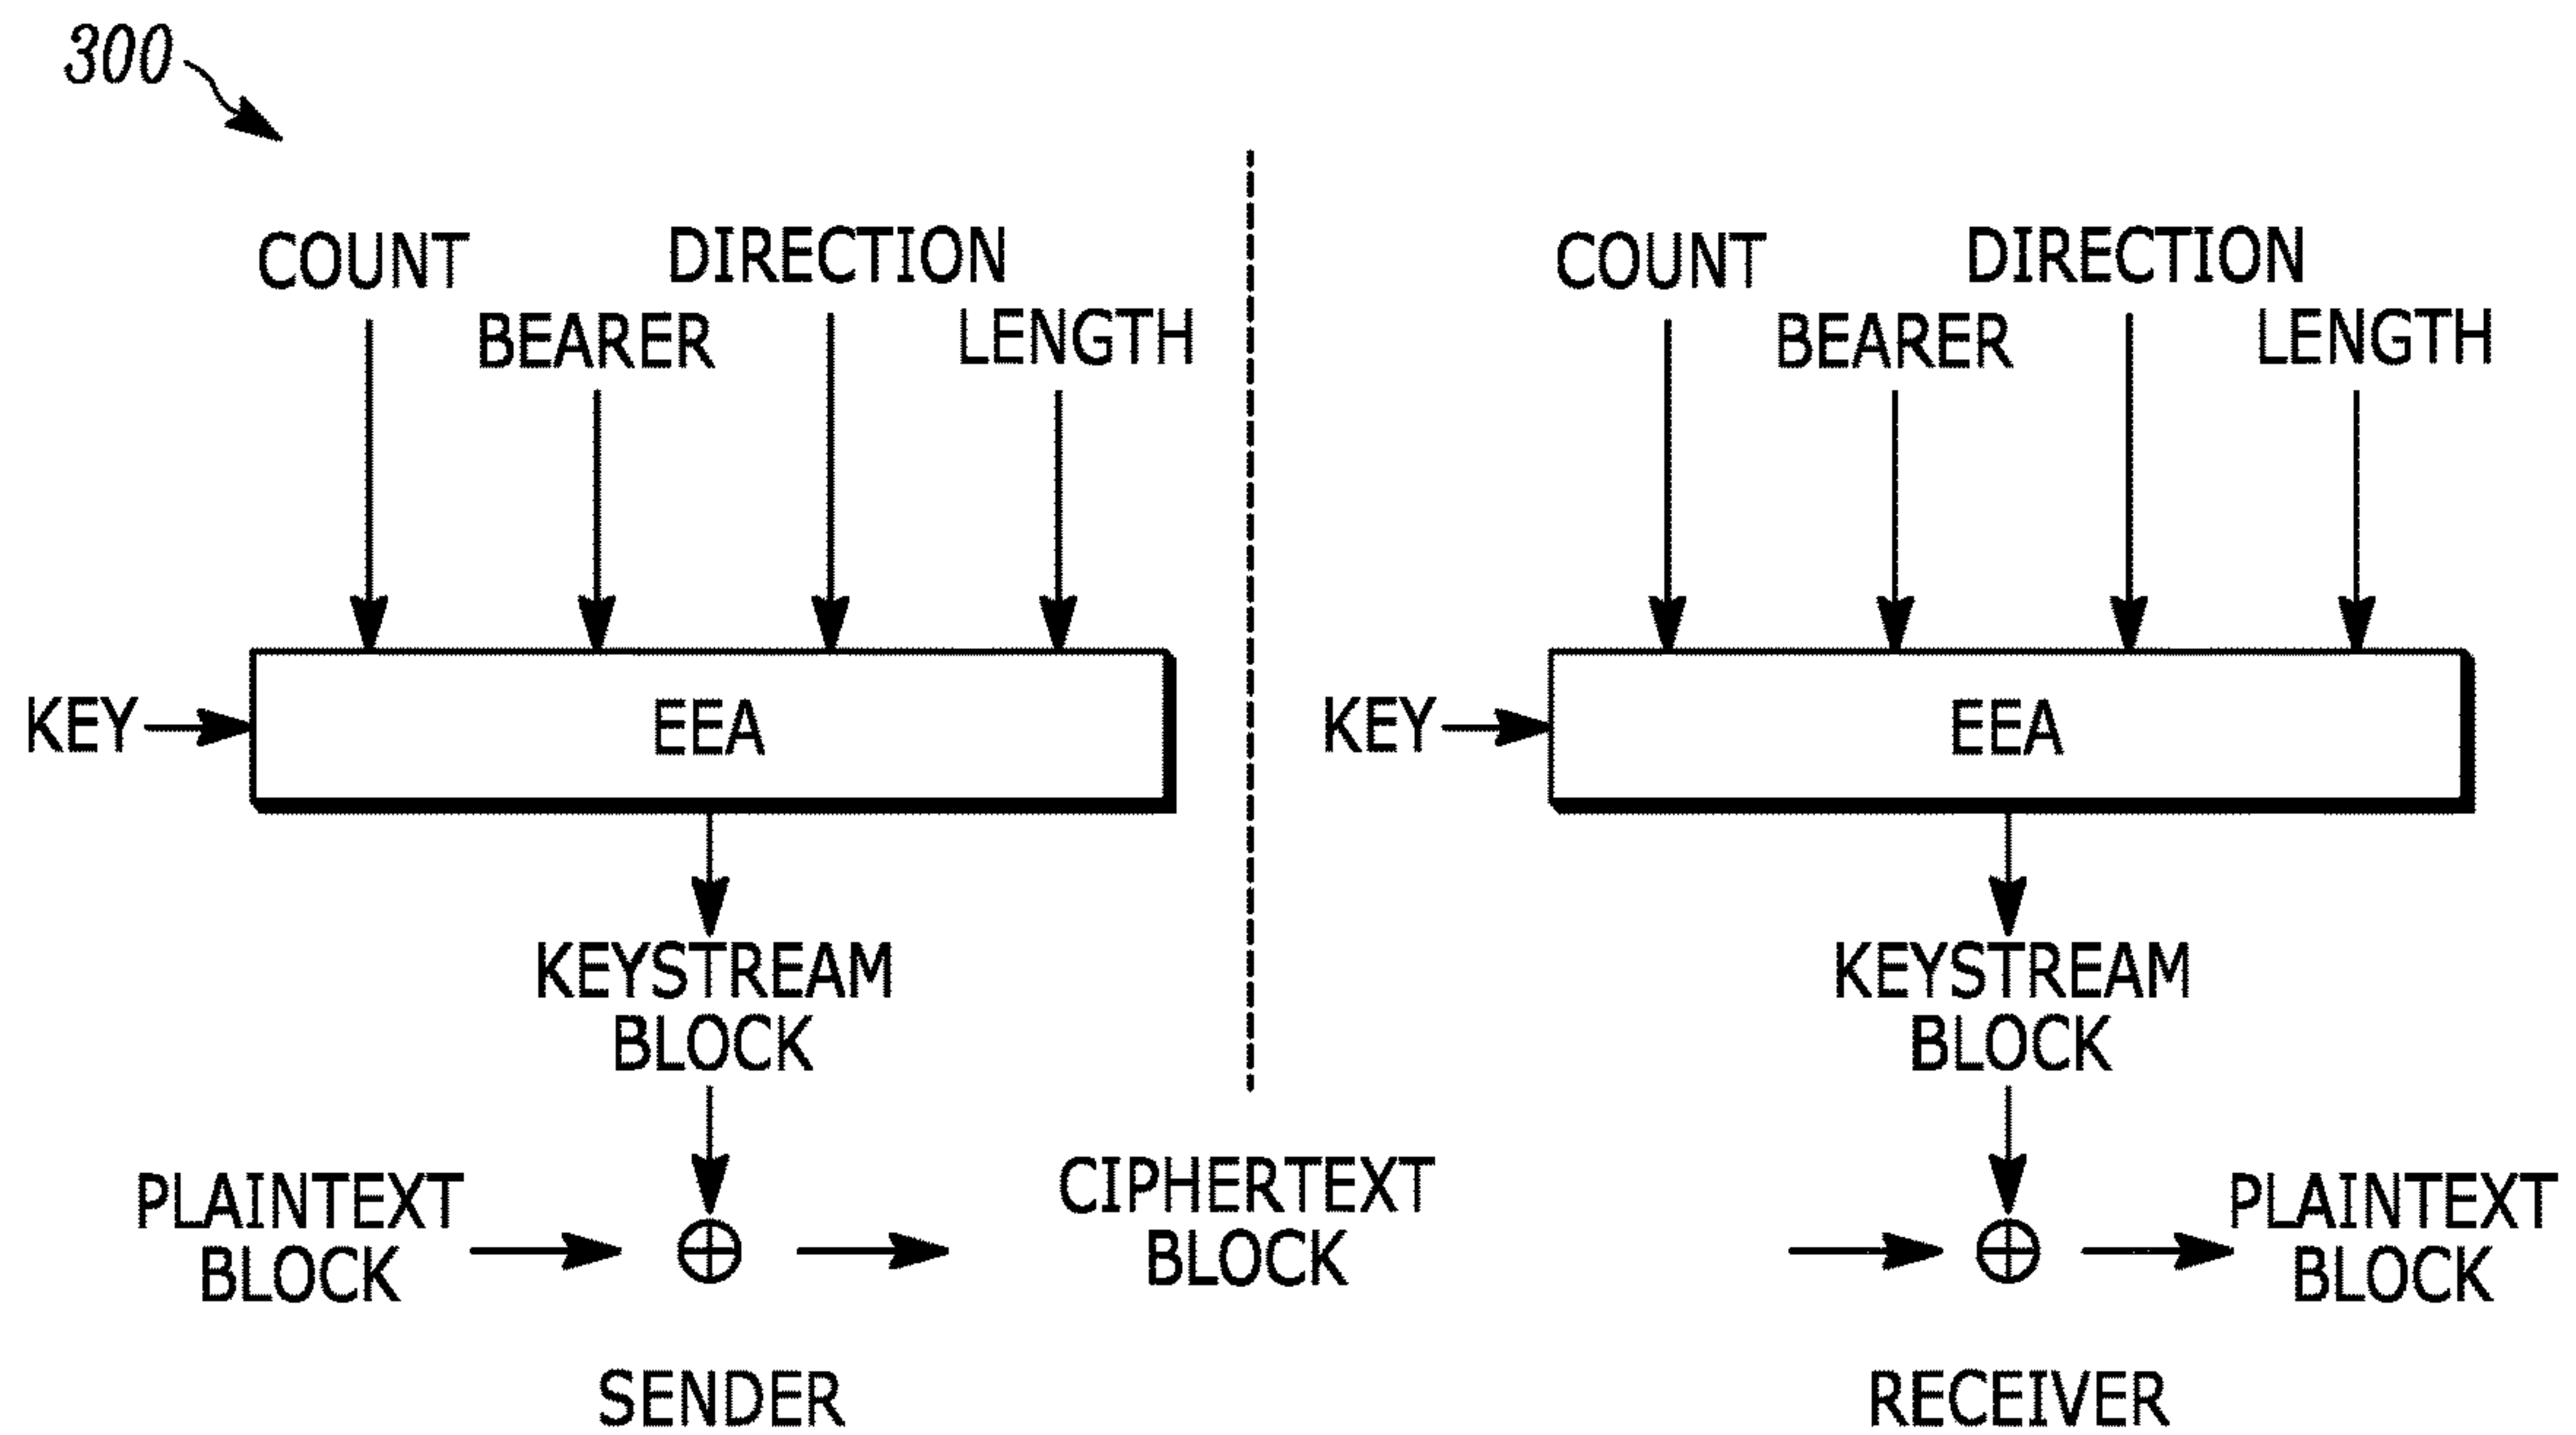 300
COUNT
DIRECTION
BEARER
LENGTH
KEY
EEA
KEYSTREAM
BLOCK
PLAINTEXT
BLOCK
CIPHERTEXT
BLOCK
SENDER
COUNT
DIRECTION
BEARER
LENGTH
KEY
EEA
KEYSTREAM
BLOCK
PLAINTEXT
BLOCK
RECEIVER